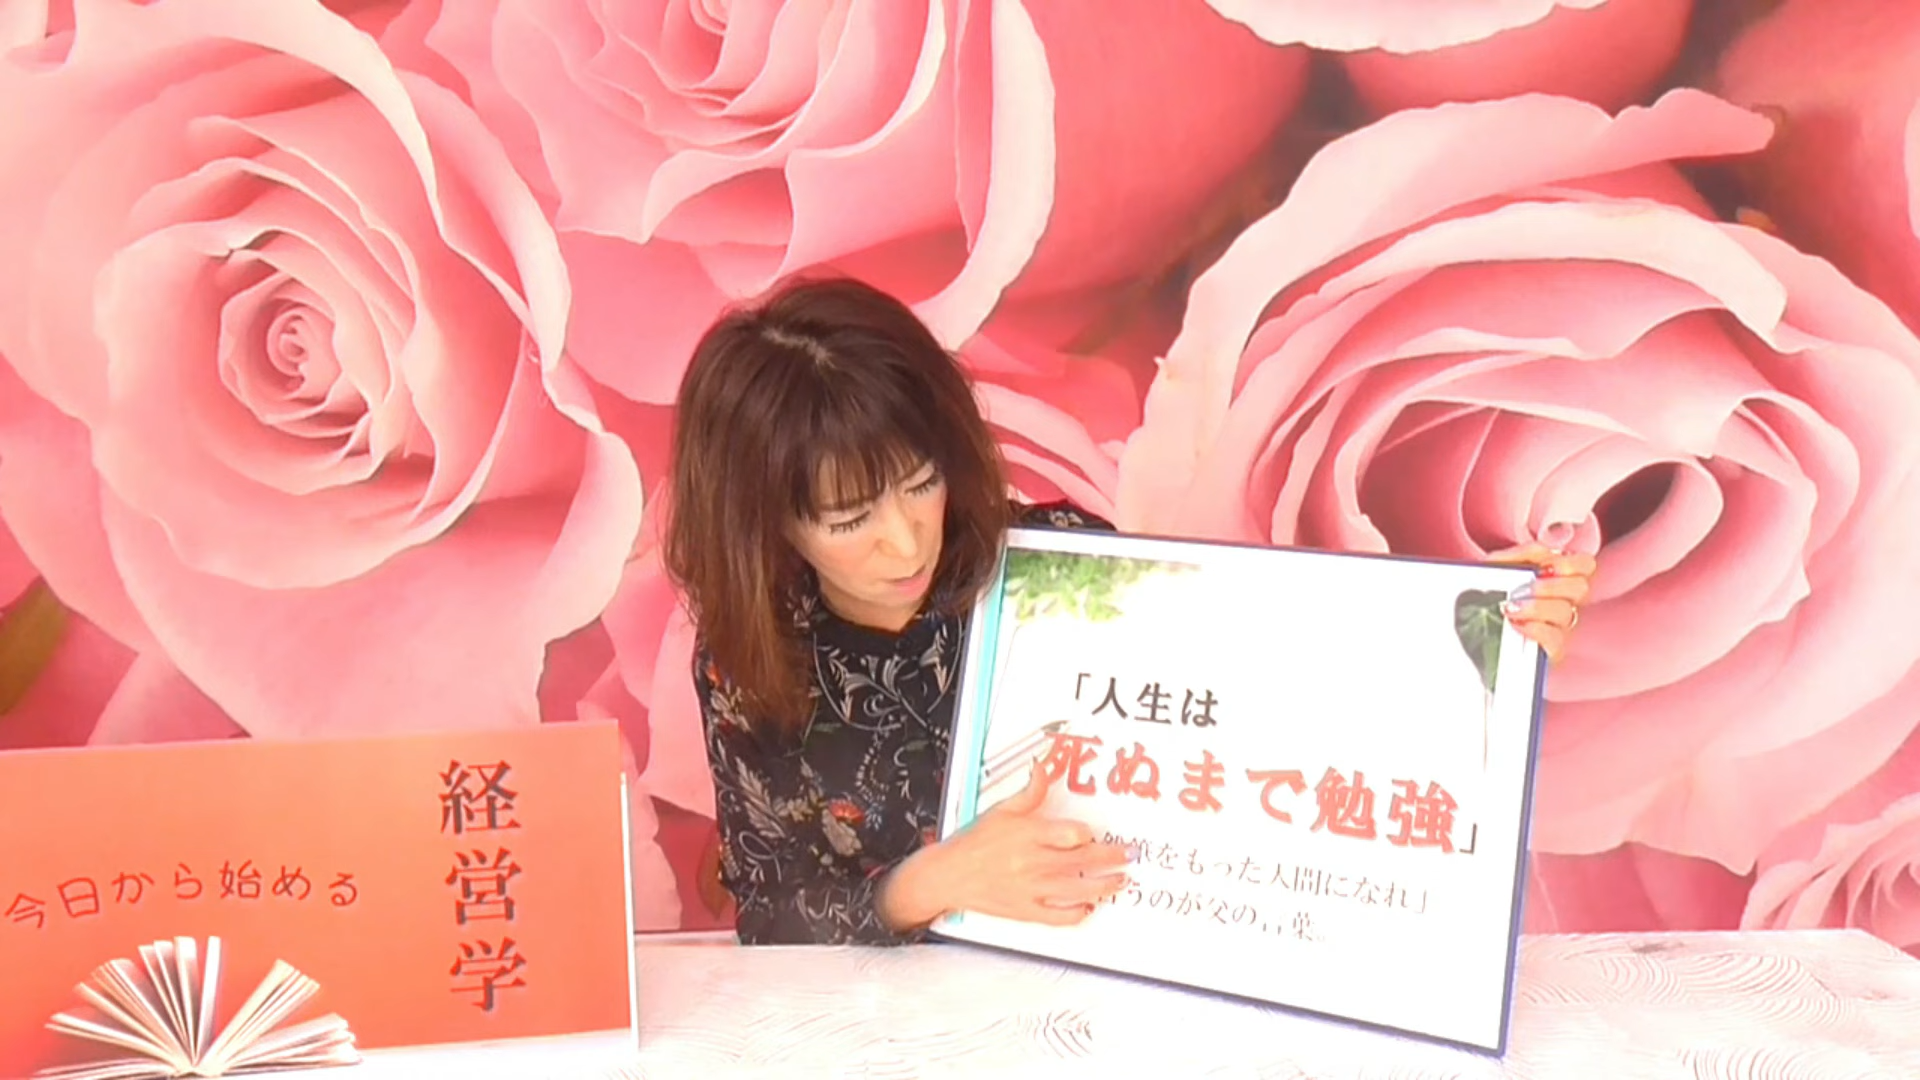 今日から始める
経営学
「人生は
死ぬまで勉強」
筆をもった人間になれ」
うのが父の言葉。